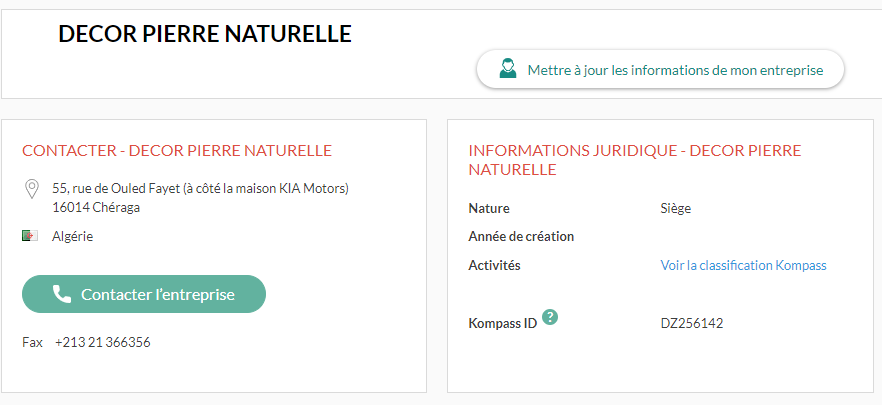 DECOR PIERRE NATURELLE
Mettre à jour les informations de mon entreprise
CONTACTER - DECOR PIERRE NATURELLE
55, rue de Ouled Fayet (à côté la maison KIA Motors)
16014 Chéraga
Algérie
Contacter l'entreprise
Fax +213 21 366356
INFORMATIONS JURIDIQUE - DECOR PIERRE
NATURELLE
Nature Siège
Année de création
Activités Voir la classification Kompass
Kompass ID ? DZ256142